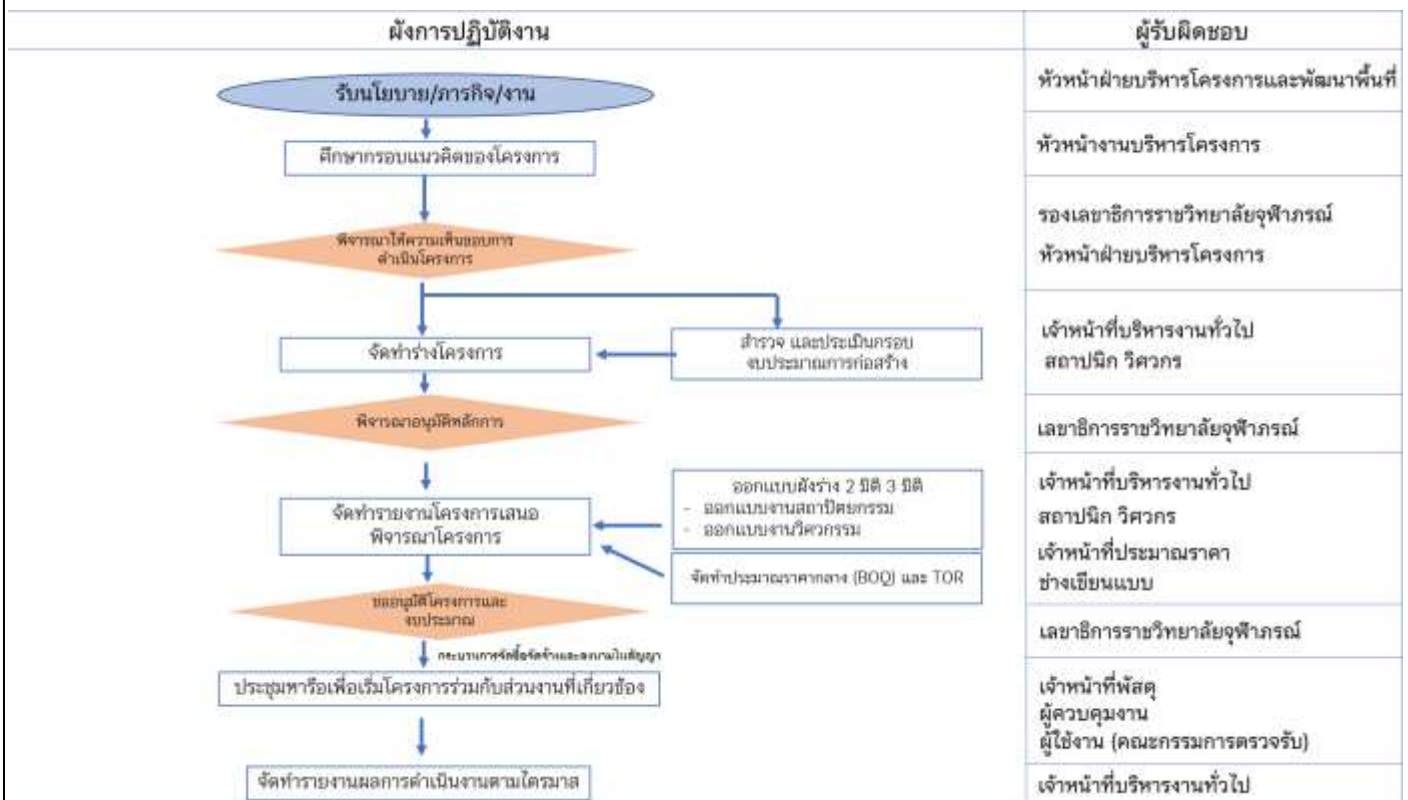 ผังการปฏิบัติงาน
ผู้รับผิดชอบ
รับนโยบาย/ภารกิจ/งาน
หัวหน้าฝ่ายบริหารโครงการและพัฒนาพื้นที่
ศึกษากรอบแนวคิดของโครงการ
หัวหน้างานบริหารโครงการ
พิจารณาให้ความเห็นชอบการ
ดำเนินโครงการ
รองเลขาธิการราชวิทยาลัยจุฬาภรณ์
หัวหน้าฝ่ายบริหารโครงการ
จัดทำร่างโครงการ
สำรวจ และประเมินกรอบ
งบประมาณการก่อสร้าง
เจ้าหน้าที่บริหารงานทั่วไป
สถาปนิก วิศวกร
พิจารณาอนุมัติหลักการ
เลขาธิการราชวิทยาลัยจุฬาภรณ์
จัดทำรายงานโครงการเสนอ
พิจารณาโครงการ
ออกแบบผังร่าง 2 มิติ 3 มิติ
- ออกแบบงานสถาปัตยกรรม
- ออกแบบงานวิศวกรรม
จัดทำประมาณราคากลาง (BOQ) และ TOR
เจ้าหน้าที่บริหารงานทั่วไป
สถาปนิก วิศวกร
เจ้าหน้าที่ประมาณราคา
ช่างเขียนแบบ
ขออนุมัติโครงการและ
งบประมาณ
เลขาธิการราชวิทยาลัยจุฬาภรณ์
กระบวนการจัดซื้อจัดจ้างและลงนามในสัญญา
ประชุมหารือเพื่อเริ่มโครงการร่วมกับส่วนงานที่เกี่ยวข้อง
เจ้าหน้าที่พัสดุ
ผู้ควบคุมงาน
ผู้ใช้งาน (คณะกรรมการตรวจรับ)
จัดทำรายงานผลการดำเนินงานตามไตรมาส
เจ้าหน้าที่บริหารงานทั่วไป